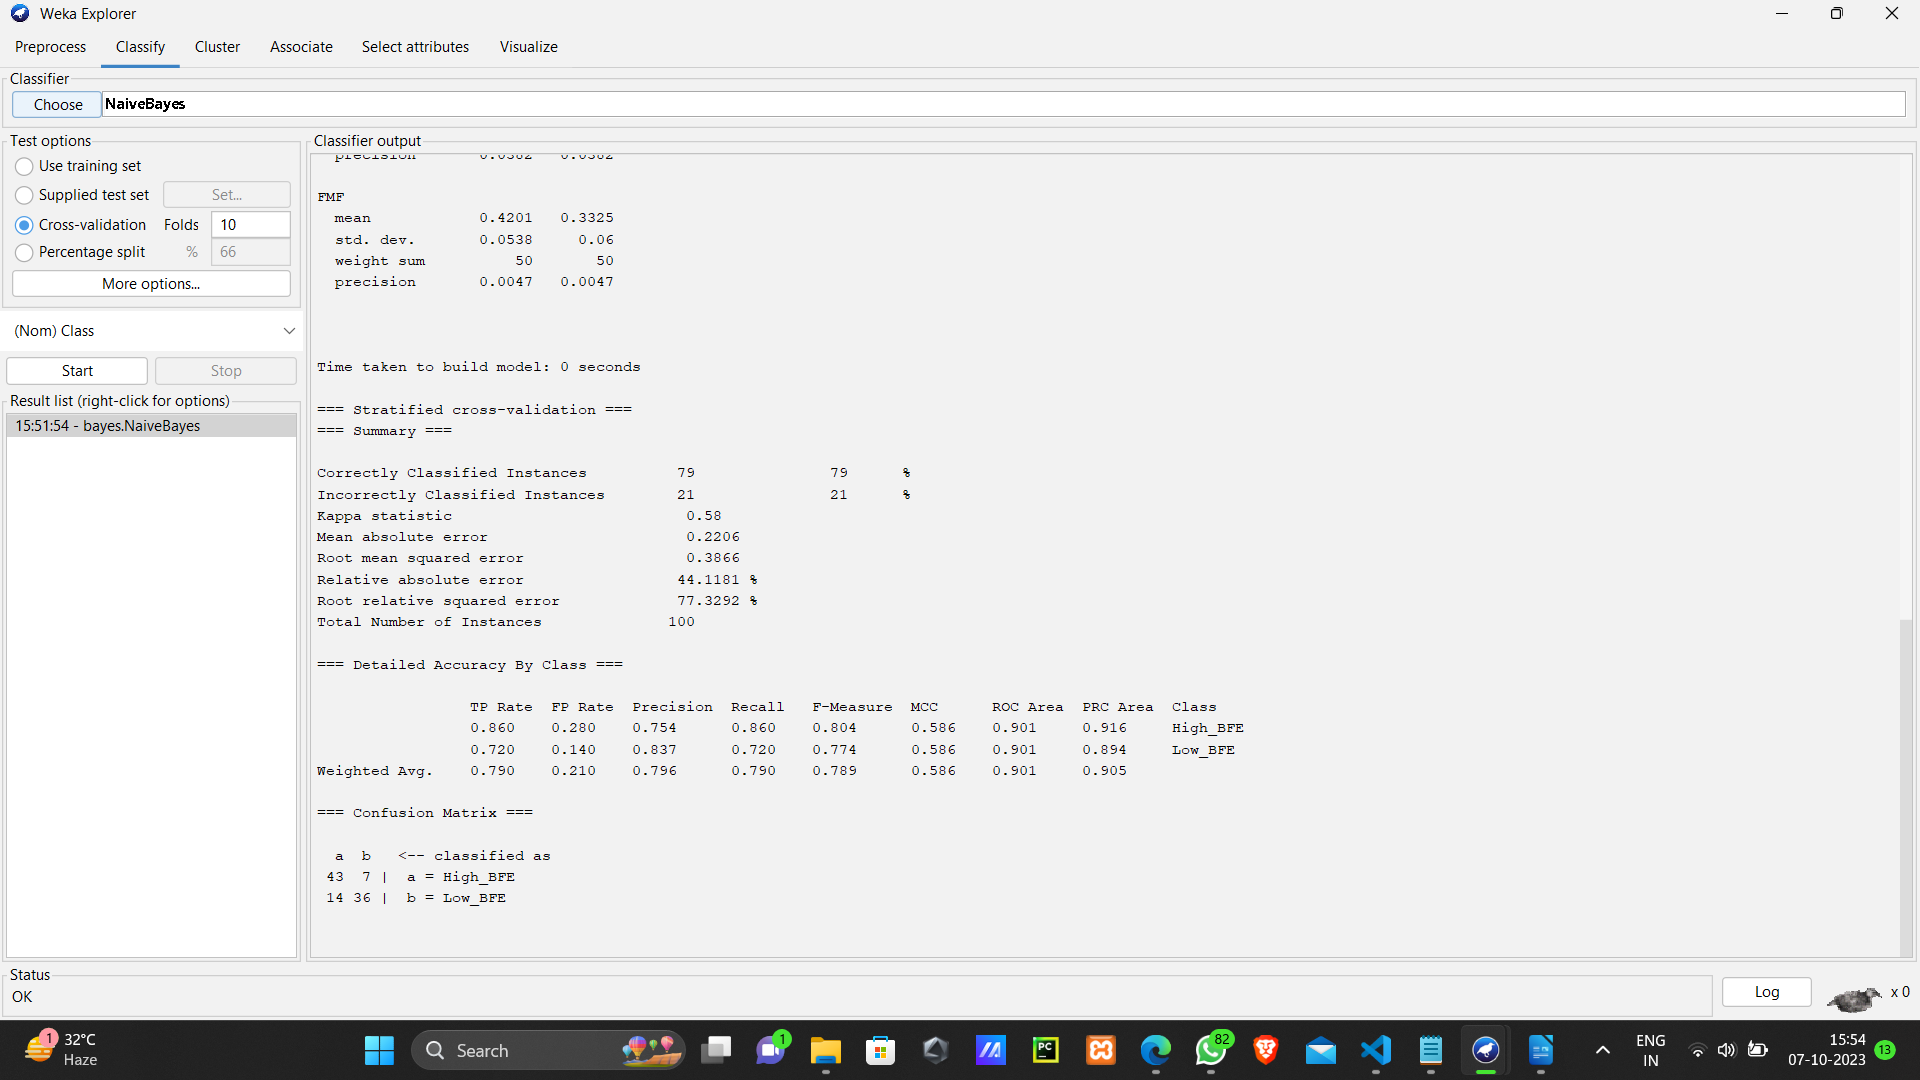 Weka Explorer
Preprocess Classify Cluster Associate Select attributes Visualize
Classifier
Choose NaiveBayes
Test options
Use training set
Supplied test set Set...
Cross-validation Folds 10
Percentage split % 66
More options...
(Nom) Class
Start Stop
Result list (right-click for options)
15:51:54 - bayes.NaiveBayes
Classifier output
precision 0.0382 0.0382
FMF
mean 0.4201 0.3325
std. dev. 0.0538 0.06
weight sum 50 50
precision 0.0047 0.0047
Time taken to build model: 0 seconds
=== Stratified cross-validation ===
=== Summary ===
Correctly Classified Instances 79 79 %
Incorrectly Classified Instances 21 21 %
Kappa statistic 0.58
Mean absolute error 0.2206
Root mean squared error 0.3866
Relative absolute error 44.1181 %
Root relative squared error 77.3292 %
Total Number of Instances 100
=== Detailed Accuracy By Class ===
TP Rate FP Rate Precision Recall F-Measure MCC ROC Area PRC Area Class
0.860 0.280 0.754 0.860 0.804 0.586 0.901 0.916 High_BFE
0.720 0.140 0.837 0.720 0.774 0.586 0.901 0.894 Low_BFE
Weighted Avg. 0.790 0.210 0.796 0.790 0.789 0.586 0.901 0.905
=== Confusion Matrix ===
a b <-- classified as
43 7 | a = High_BFE
14 36 | b = Low_BFE
Status
OK
Log x 0
1 32°C
Haze
Search
1
PC
82
ENG
IN
15:54
07-10-2023
13